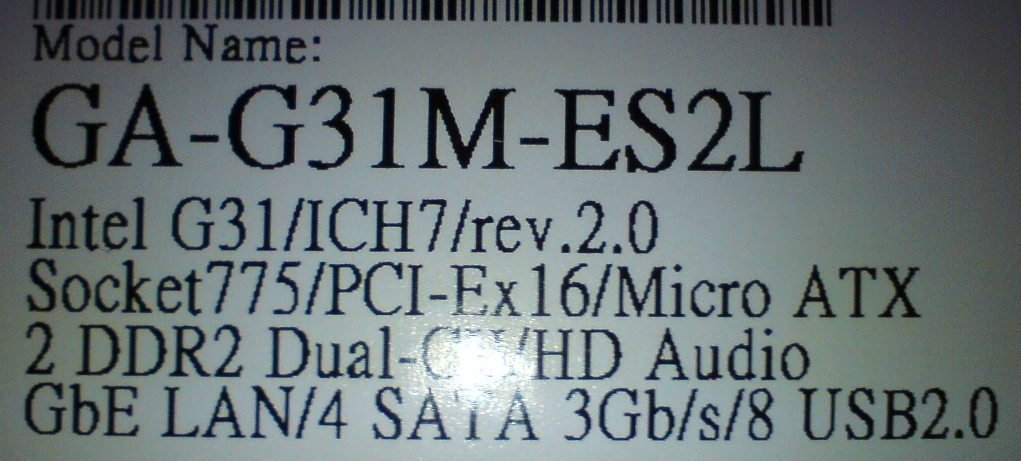 Model Name:
GA-G31M-ES2L
Intel G31/ICH7/rev.2.0
Socket775/PCI-Ex16/Micro ATX
2 DDR2 Dual- /HD Audio
GbE LAN/4 SATA 3Gb/s/8 USB2.0